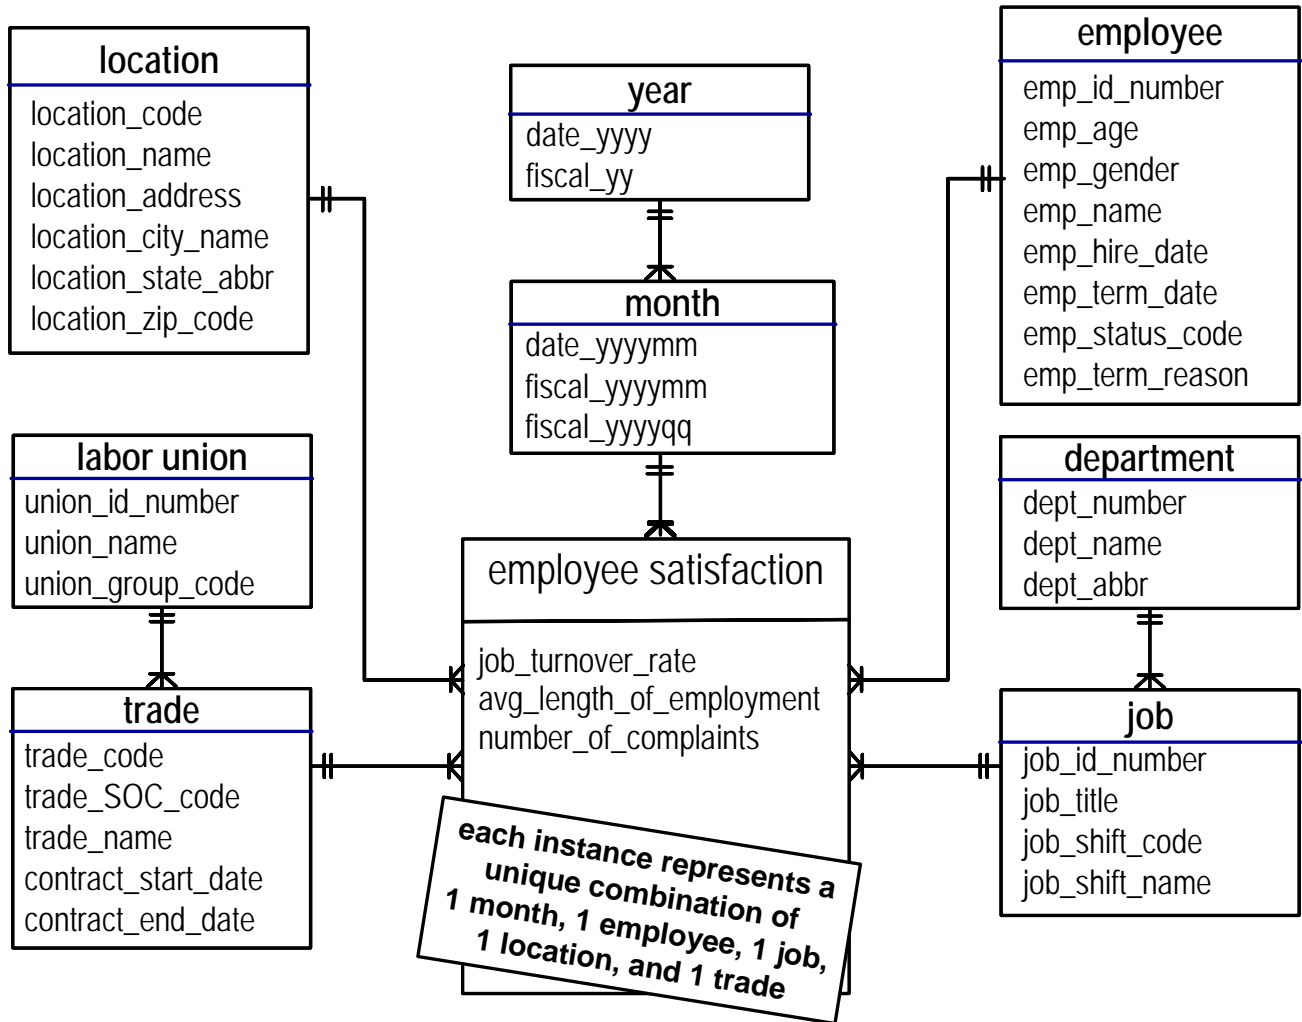 location
location_code
location_name
location_address
location_city_name
location_state_abbr
location_zip_code
year
date_yyyy
fiscal_yy
employee
emp_id_number
emp_age
emp_gender
emp_name
emp_hire_date
emp_term_date
emp_status_code
emp_term_reason
month
date_yyyymm
fiscal_yyyymm
fiscal_yyyyqq
labor union
union_id_number
union_name
union_group_code
department
dept_number
dept_name
dept_abbr
employee satisfaction
job_turnover_rate
avg_length_of_employment
number_of_complaints
trade
trade_code
trade_SOC_code
trade_name
contract_start_date
contract_end_date
job
job_id_number
job_title
job_shift_code
job_shift_name
each instance represents a
unique combination of
1 month, 1 employee, 1 job,
1 location, and 1 trade